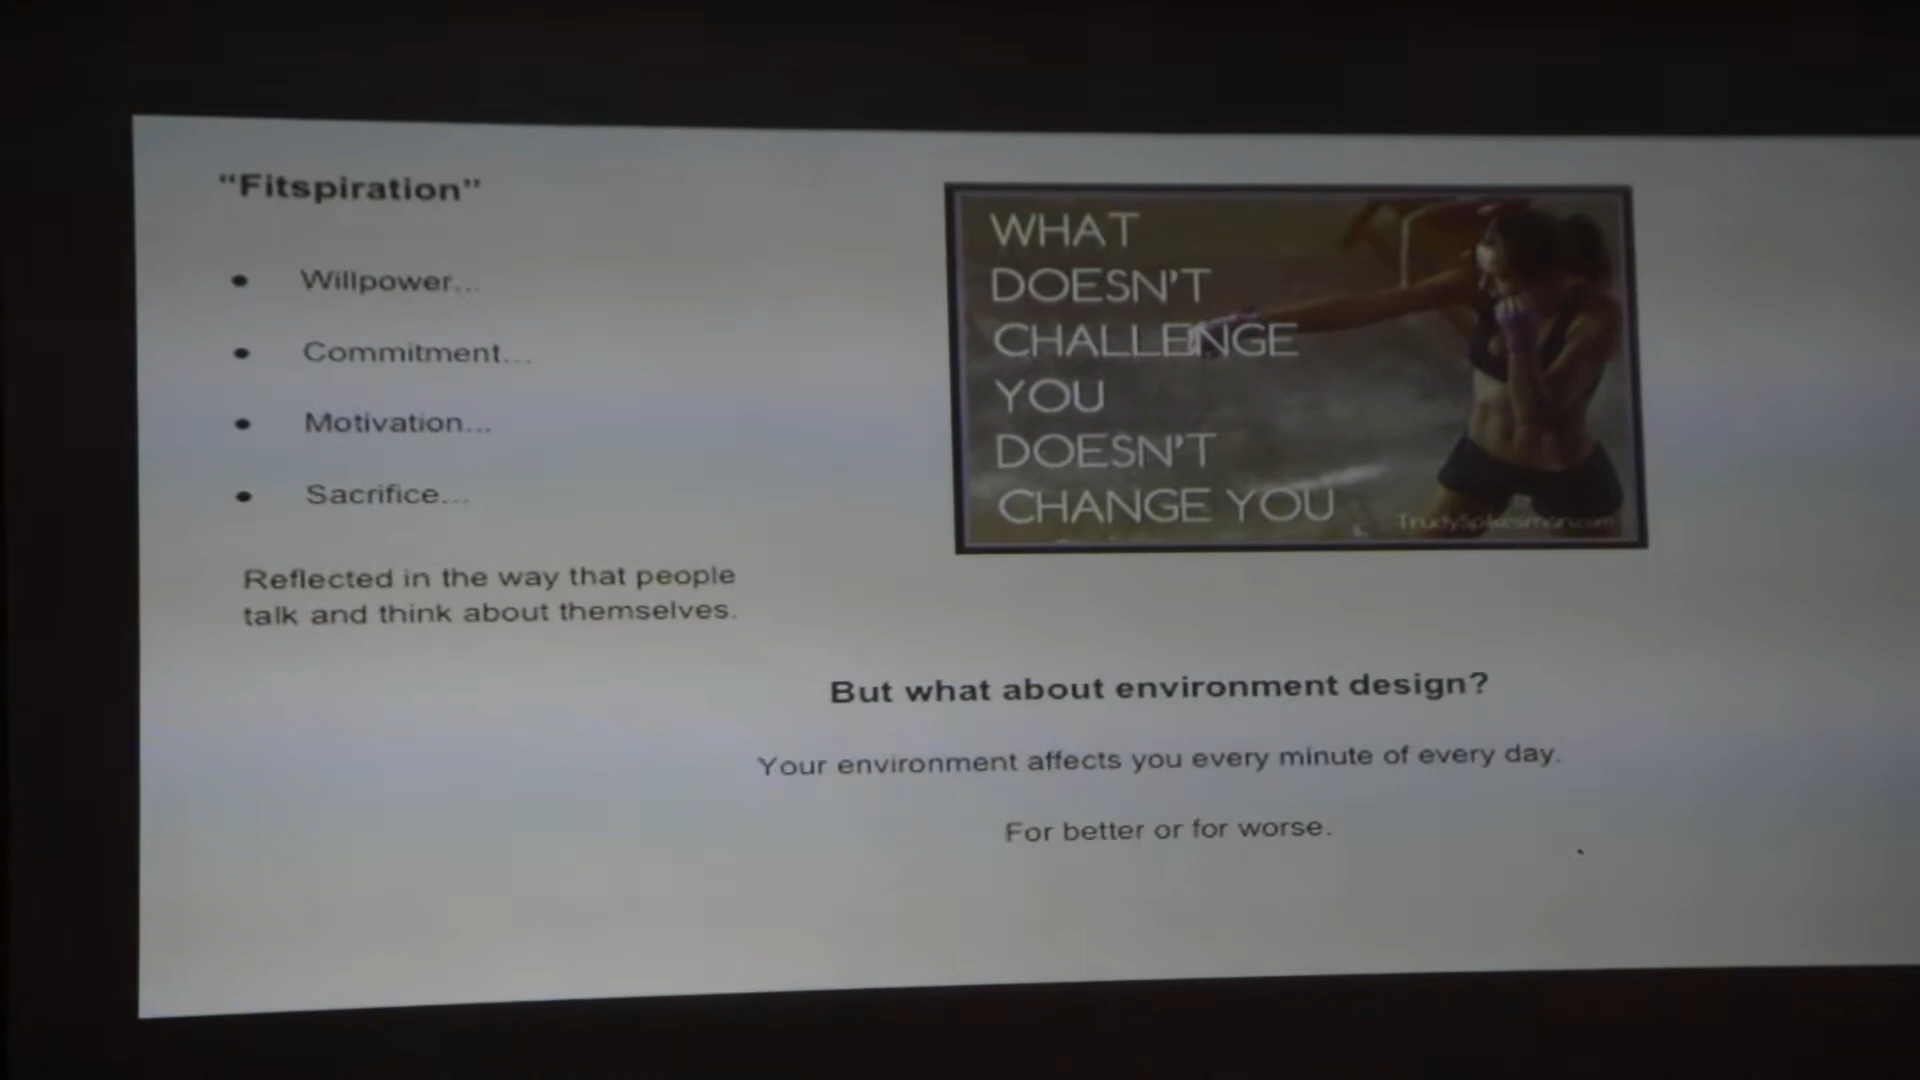 “Fitspiration”
● Willpower...
● Commitment...
● Motivation...
● Sacrifice...
Reflected in the way that people
talk and think about themselves.
WHAT
DOESN'T
CHALLENGE
YOU
DOESN'T
CHANGE YOU
TrudySpikesman.com
But what about environment design?
Your environment affects you every minute of every day.
For better or for worse.